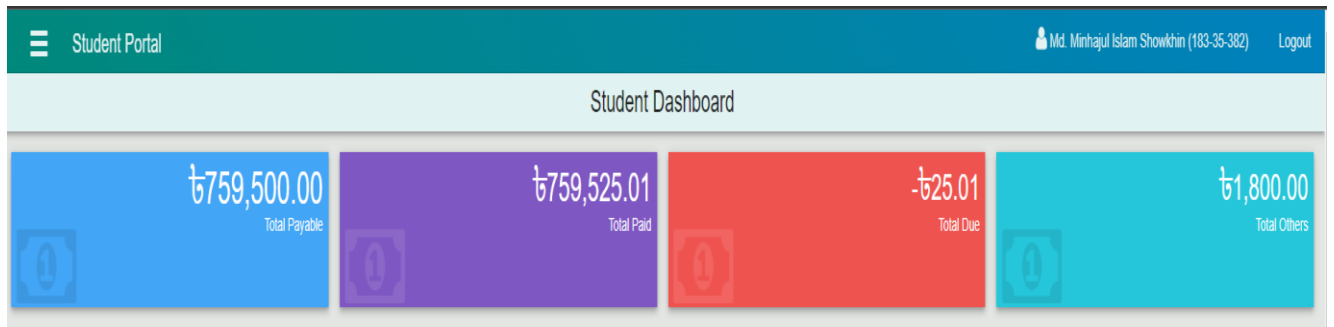 Student Portal
Md. Minhajul Islam Showkhin (183-35-382)
Logout
Student Dashboard
৳759,500.00
Total Payable
৳759,525.01
Total Paid
-৳25.01
Total Due
৳1,800.00
Total Others